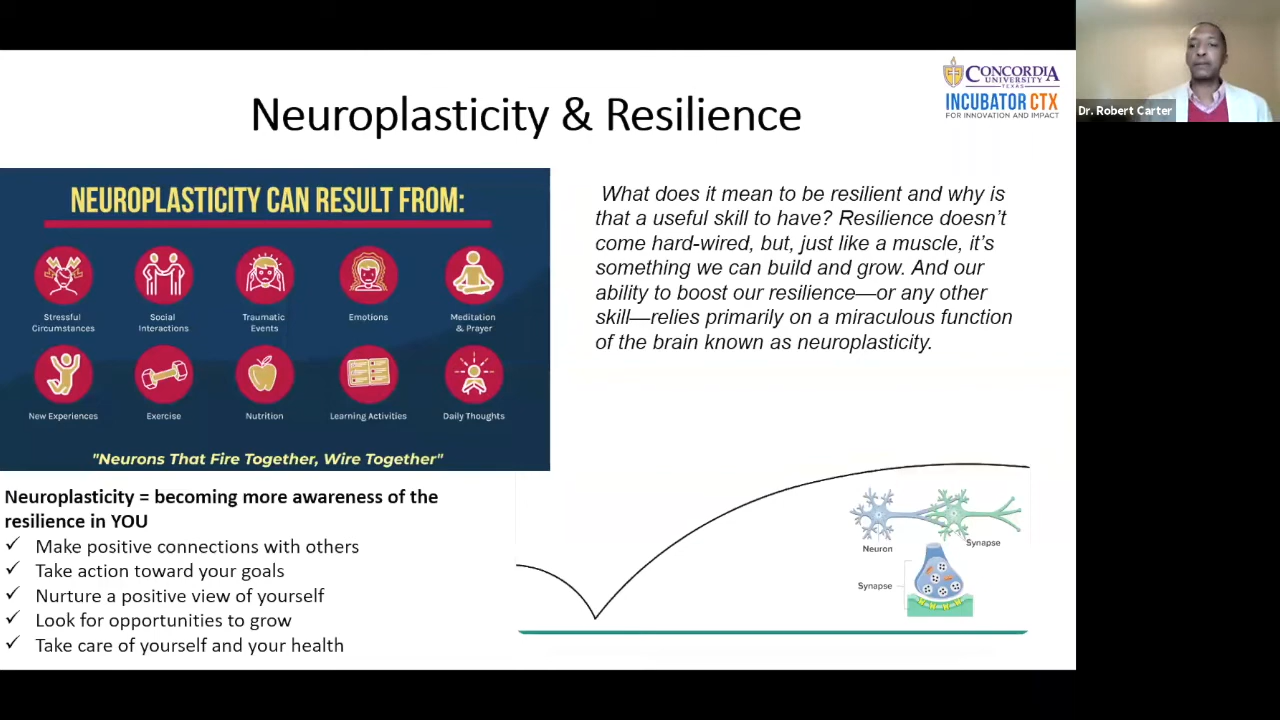 CONCORDIA
UNIVERSITY
TEXAS
INCUBATOR CTX
FOR INNOVATION AND IMPACT
Dr. Robert Carter
Neuroplasticity & Resilience
NEUROPLASTICITY CAN RESULT FROM:
Stressful
Circumstances
Social
Interactions
Traumatic
Events
Emotions
Meditation
& Prayer
New Experiences
Exercise
Nutrition
Learning Activities
Daily Thoughts
"Neurons That Fire Together, Wire Together"
What does it mean to be resilient and why is
that a useful skill to have? Resilience doesn’t
come hard-wired, but, just like a muscle, it’s
something we can build and grow. And our
ability to boost our resilience—or any other
skill—relies primarily on a miraculous function
of the brain known as neuroplasticity.
Neuroplasticity = becoming more awareness of the
resilience in YOU
✓ Make positive connections with others
✓ Take action toward your goals
✓ Nurture a positive view of yourself
✓ Look for opportunities to grow
✓ Take care of yourself and your health
Neuron
Synapse
Synapse